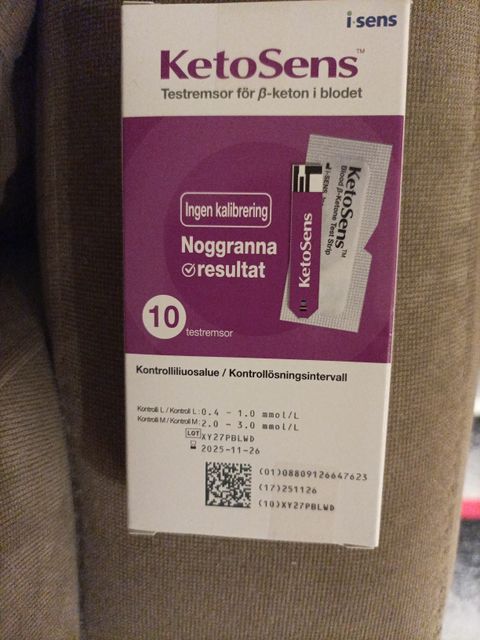 i-sens
KetoSens™
Testremsor för β-keton i blodet
Ingen kalibrering
Noggranna
resultat
10
testremsor
KetoSens
i-SENS
KetoSens™
Blood β-Ketone Test Strip
Kontrolliliuosalue / Kontrollösningsintervall
Kontrolli L / Kontroll L : 0.4 - 1.0 mmol/L
Kontrolli M / Kontroll M : 2.0 - 3.0 mmol/L
LOT XY27PBLWD
2025-11-26
(01)08809126647623
(17)251126
(10)XY27PBLWD